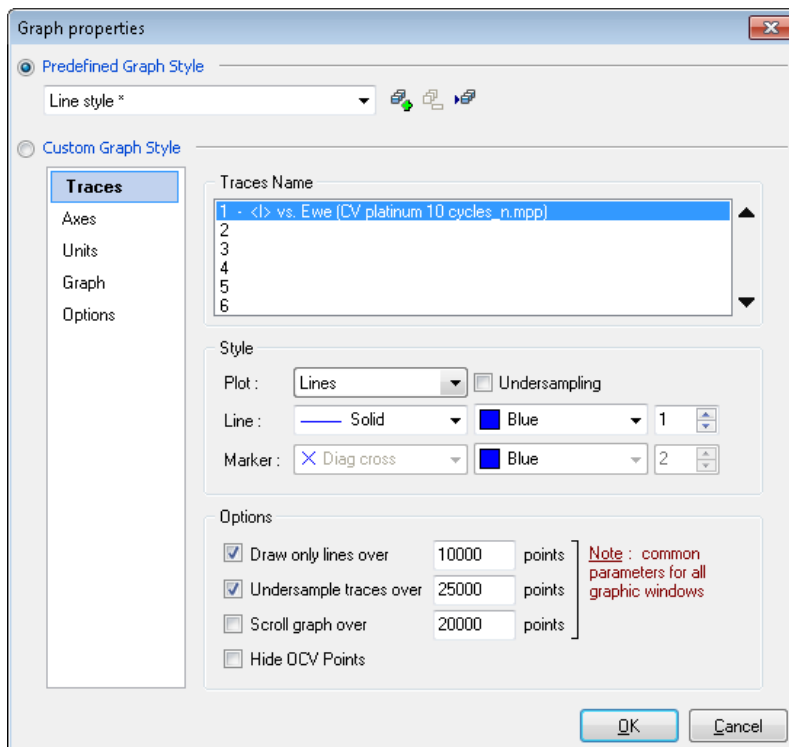 Graph properties
Predefined Graph Style
Line style *
Custom Graph Style
Traces
Axes
Units
Graph
Options
Traces Name
1 - <I> vs. Ewe (CV platinum 10 cycles_n.mpp)
2
3
4
5
6
Style
Plot : Lines Undersampling
Line : Solid Blue 1
Marker : Diag cross Blue 2
Options
Draw only lines over 10000 points
Undersample traces over 25000 points
Scroll graph over 20000 points
Hide OCV Points
Note : common
parameters for all
graphic windows
OK Cancel